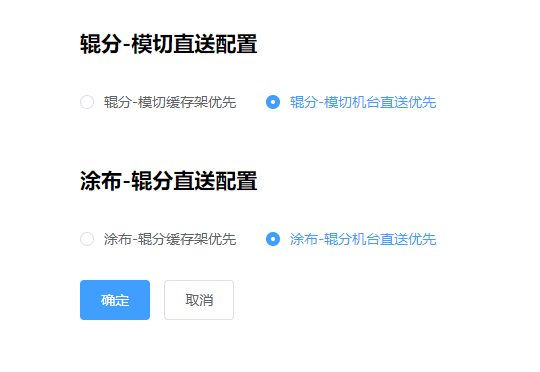 辊分-模切直送配置
辊分-模切缓存架优先 辊分-模切机台直送优先
涂布-辊分直送配置
涂布-辊分缓存架优先 涂布-辊分机台直送优先
确定 取消